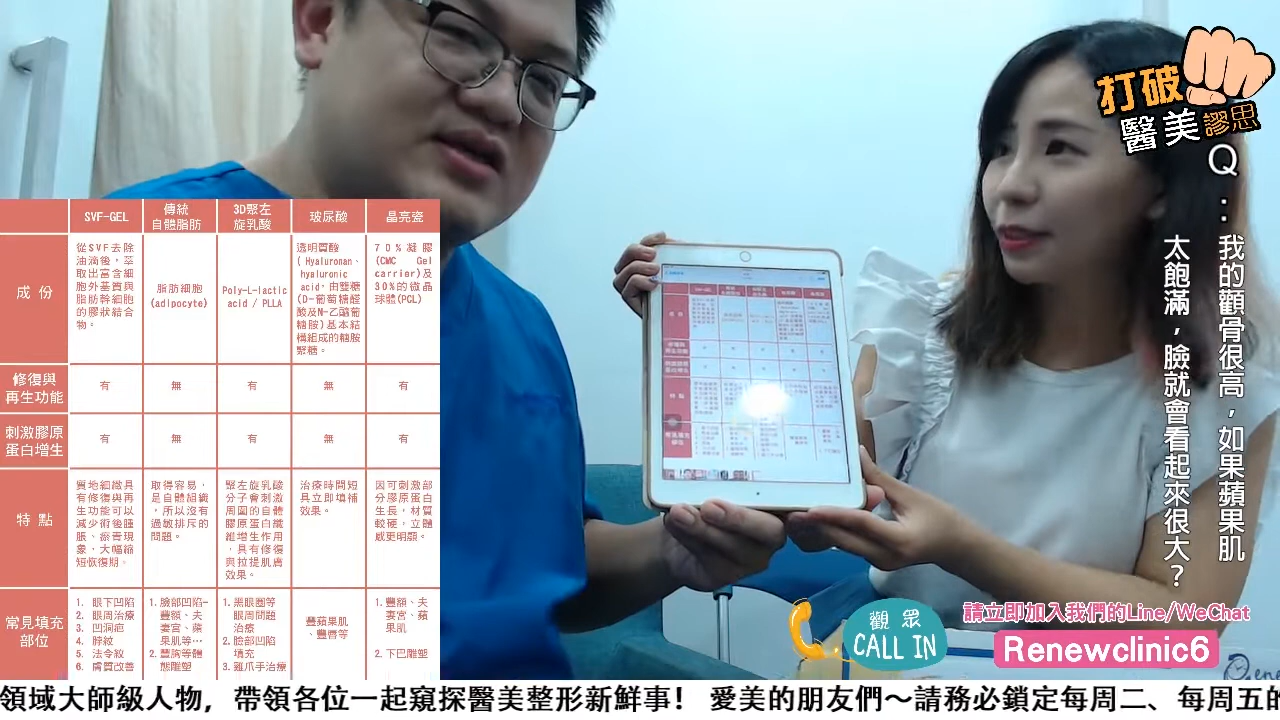 打破
醫美謬思
Q：我的顴骨很高，如果蘋果肌
太飽滿，臉就會看起來很大？
SVF-GEL
傳統
自體脂肪
3D聚左
旋乳酸
玻尿酸
晶亮瓷
成 份
從SVF去除
油滴後，萃
取出富含細
胞外基質與
脂肪幹細胞
的膠狀結合
物。
脂肪細胞
(adipocyte)
Poly-L-lactic
acid / PLLA
透明質酸
( Hyaluronan、
hyaluronic
acid，由雙糖
(D-葡萄糖醛
酸及N-乙醯葡
糖胺) 基本結
構組成的糖胺
聚糖。
70%凝膠
(CMC Gel
carrier)及
30%的微晶
球體(PCL)
修復與
再生功能
有
無
有
無
有
刺激膠原
蛋白增生
有
無
有
無
有
特 點
質地細緻具
有修復與再
生功能可以
減少術後腫
脹、瘀青現
象，大幅縮
短恢復期。
取得容易，
是自體組織
，所以沒有
過敏排斥的
問題。
聚左旋乳酸
分子會刺激
周圍的自體
膠原蛋白纖
維增生作用
，具有修復
與拉提肌膚
效果。
治療時間短
具立即填補
效果。
因可刺激部
分膠原蛋白
生長，材質
較硬，立體
感更明顯。
常見填充
部位
1. 眼下凹陷
2. 眼周治療
3. 凹洞疤
4. 脖紋
5. 法令紋
6. 膚質改善
1. 臉部凹陷-
豐額、夫
妻宮、蘋
果肌等…
2. 豐胸等體
態雕塑
1. 黑眼圈等
眼周問題
治療
2. 臉部凹陷
填充
3. 雞爪手治療
豐蘋果肌
、豐唇等
1. 豐額、夫
妻宮、蘋
果肌
2. 下巴雕塑
觀 眾
CALL IN
請立即加入我們的Line/WeChat
Renewclinic6
領域大師級人物，帶領各位一起窺探醫美整形新鮮事！ 愛美的朋友們～請務必鎖定每周二、每周五的